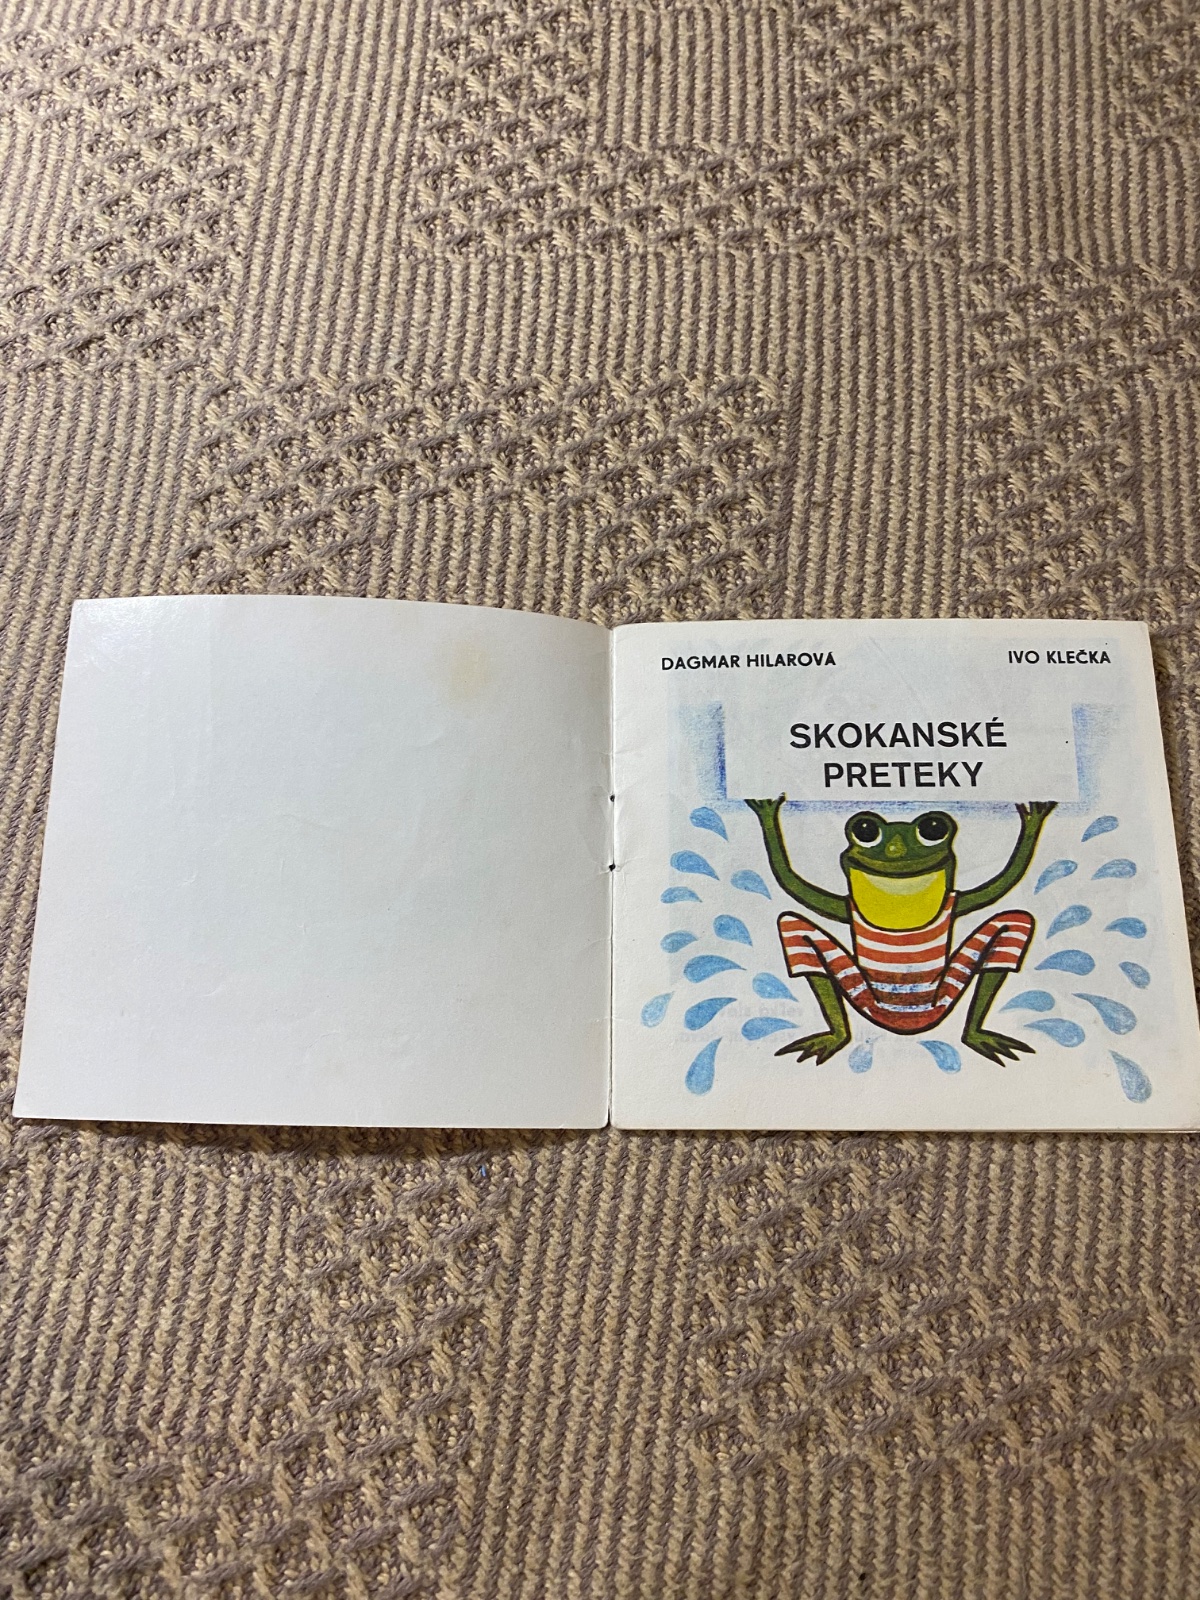 DAGMAR HILAROVÁ
IVO KLEČKA
SKOKANSKÉ
PRETEKY